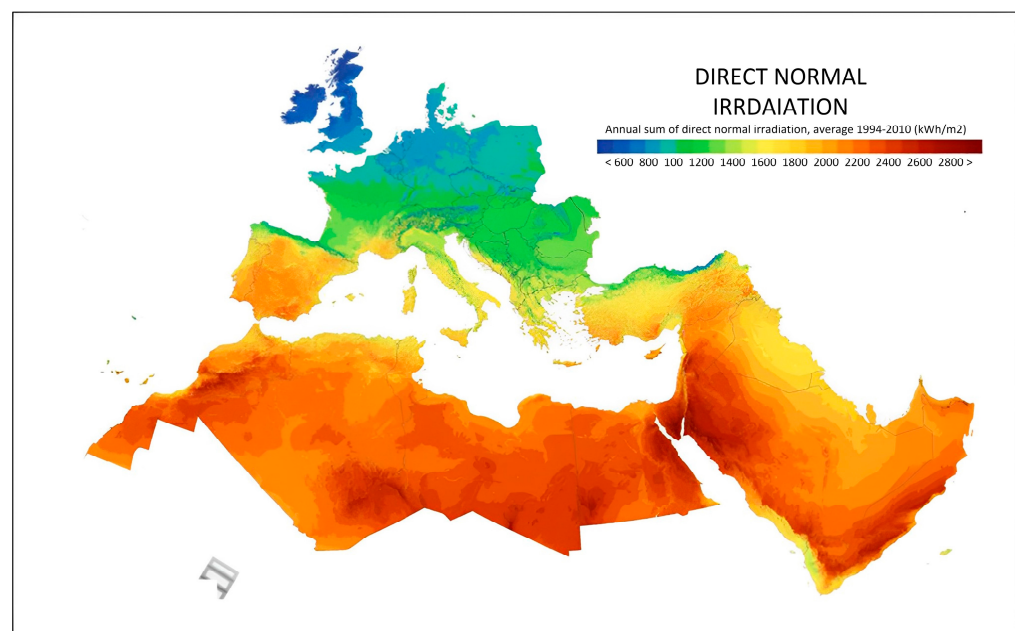 DIRECT NORMAL
IRRDAIATION
Annual sum of direct normal irradiation, average 1994-2010 (kWh/m2)
< 600 800 100 1200 1400 1600 1800 2000 2200 2400 2600 2800 >